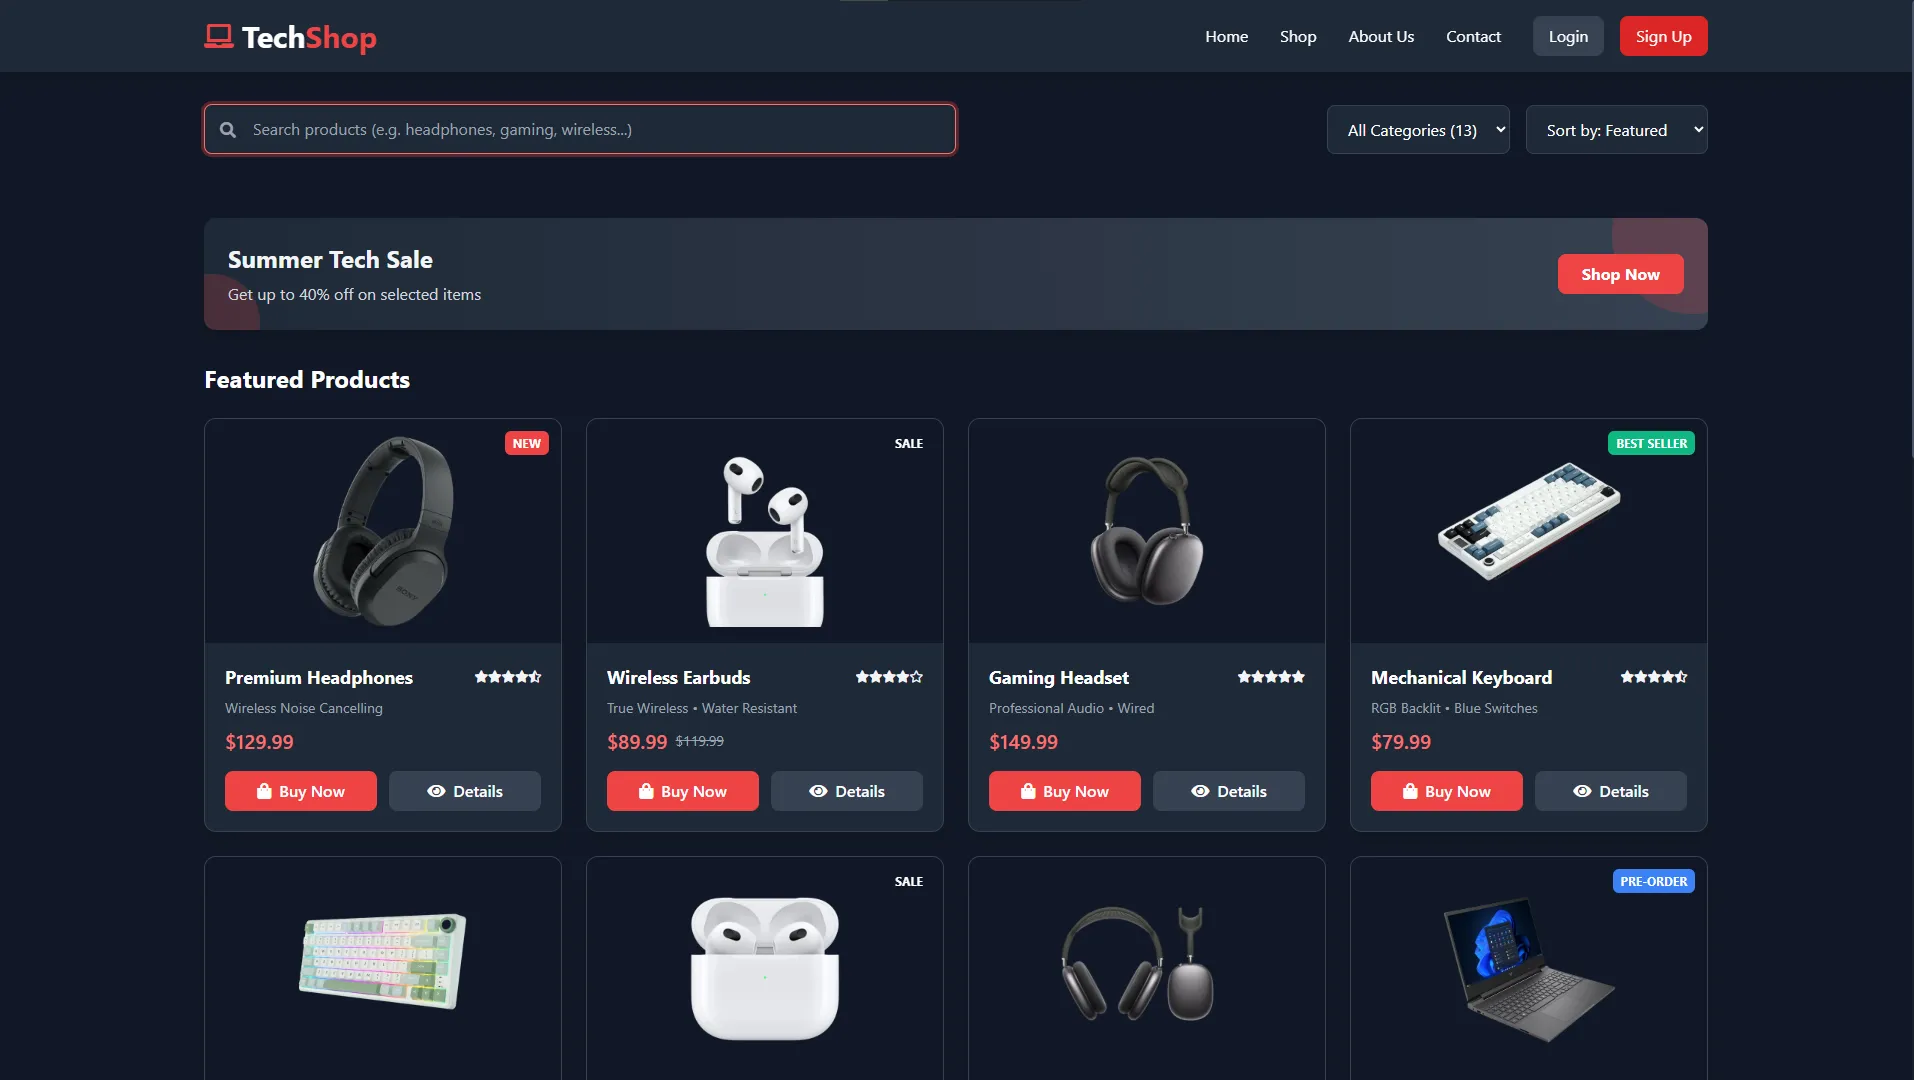 TechShop
Home Shop About Us Contact Login Sign Up
Search products (e.g. headphones, gaming, wireless...)
All Categories (13) Sort by: Featured
Summer Tech Sale
Get up to 40% off on selected items
Shop Now
Featured Products
NEW SALE BEST SELLER
SONY
Premium Headphones Wireless Earbuds Gaming Headset Mechanical Keyboard
Wireless Noise Cancelling True Wireless • Water Resistant Professional Audio • Wired RGB Backlit • Blue Switches
$129.99 $89.99 $119.99 $149.99 $79.99
Buy Now Details Buy Now Details Buy Now Details Buy Now Details
SALE PRE-ORDER